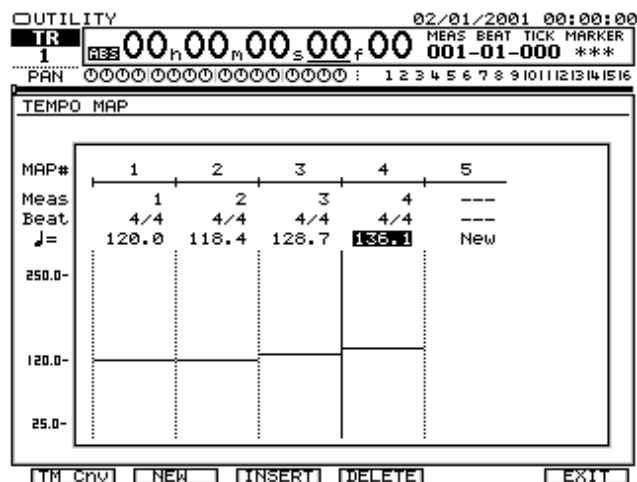 UTILITY 02/01/2001 00:00:00
TR 1 ABS 00h00m00s00f00 MEAS BEAT TICK MARKER
001-01-000 ***
PAN 1 2 3 4 5 6 7 8 9 10 11 12 13 14 15 16
TEMPO MAP
MAP# 1 2 3 4 5
Meas 1 2 3 4 ---
Beat 4/4 4/4 4/4 4/4 ---
♩= 120.0 118.4 128.7 136.1 New
250.0-
120.0-
25.0-
TM Cnv NEW INSERT DELETE EXIT